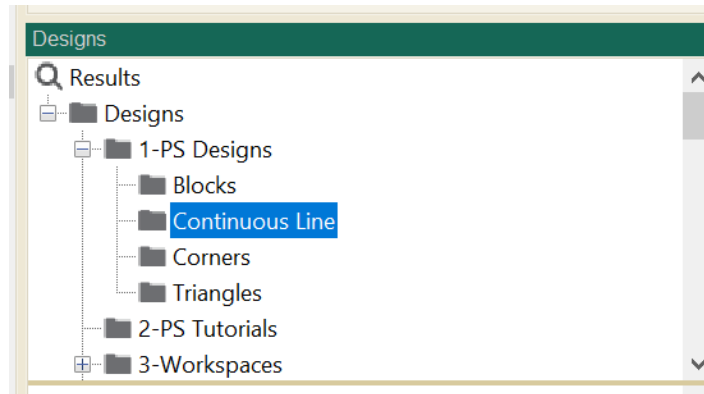 Designs
Results
Designs
1-PS Designs
Blocks
Continuous Line
Corners
Triangles
2-PS Tutorials
3-Workspaces